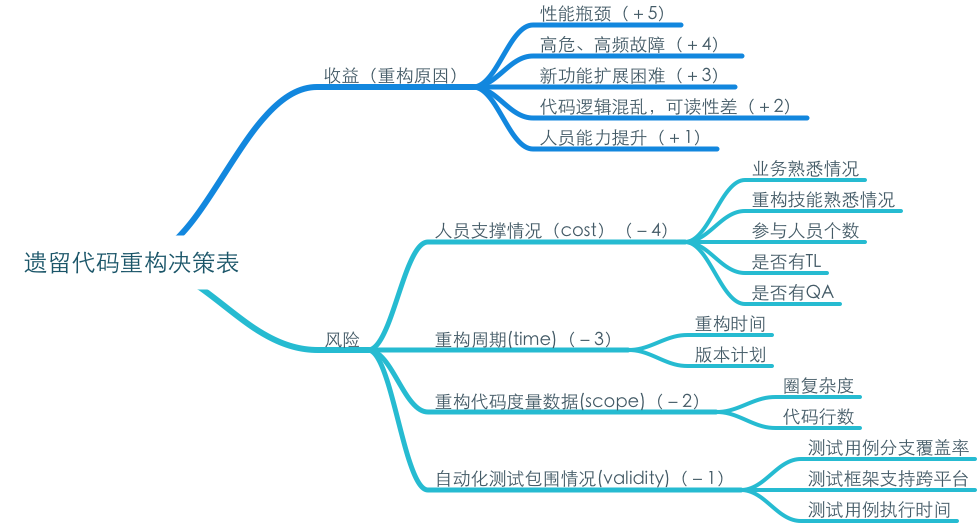 遗留代码重构决策表
收益（重构原因）
性能瓶颈（＋5）
高危、高频故障（＋4）
新功能扩展困难（＋3）
代码逻辑混乱，可读性差（＋2）
人员能力提升（＋1）
风险
人员支撑情况（cost）（－4）
业务熟悉情况
重构技能熟悉情况
参与人员个数
是否有TL
是否有QA
重构周期(time)（－3）
重构时间
版本计划
重构代码度量数据(scope)（－2）
圈复杂度
代码行数
自动化测试包围情况(validity)（－1）
测试用例分支覆盖率
测试框架支持跨平台
测试用例执行时间